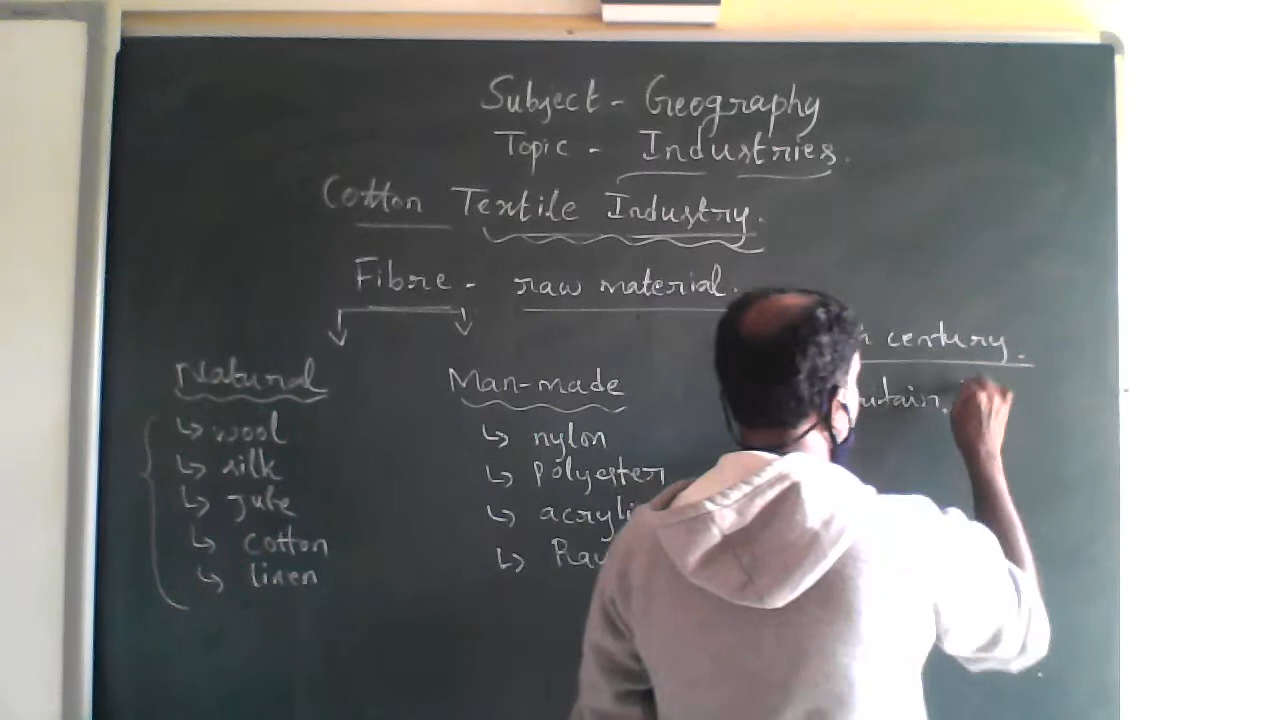 Subject - Geography
Topic - Industries.
Cotton Textile Industry.
Fibre - raw material.
Natural
↳ wool
↳ silk
↳ Jute
↳ cotton
↳ linen
Man-made
↳ nylon
↳ Polyester
↳
↳
century.